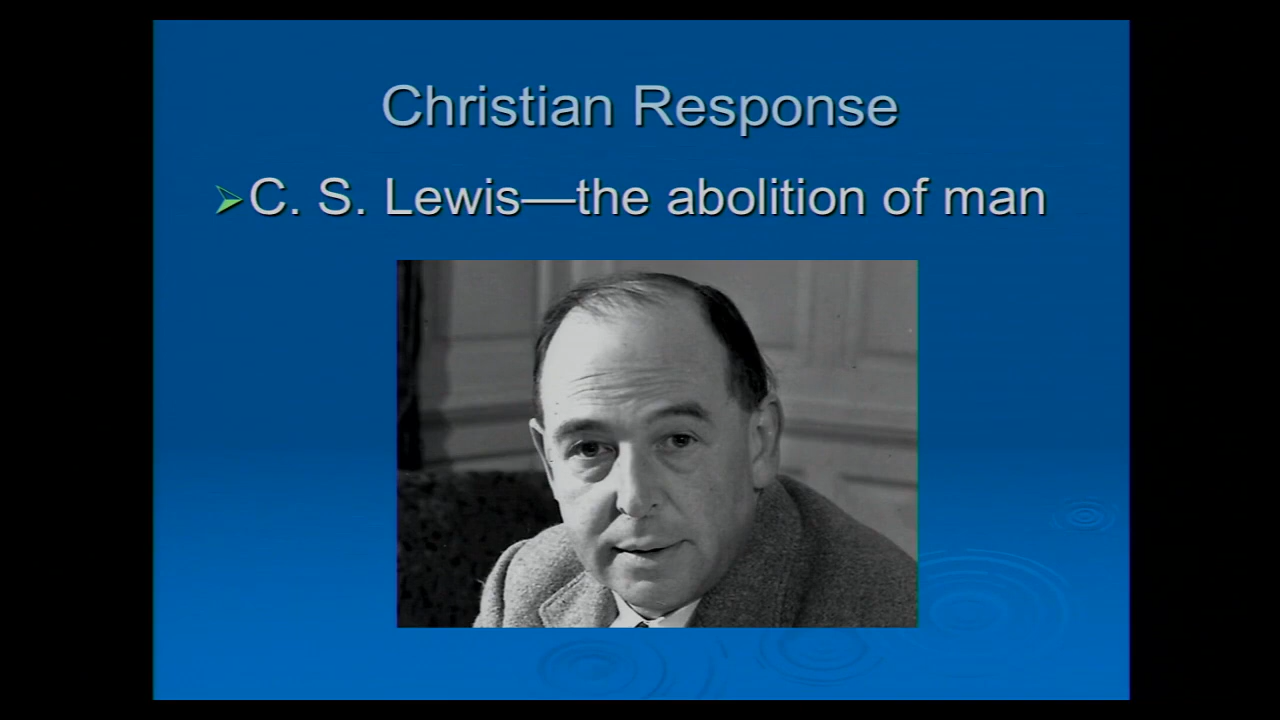 Christian Response
C. S. Lewis—the abolition of man